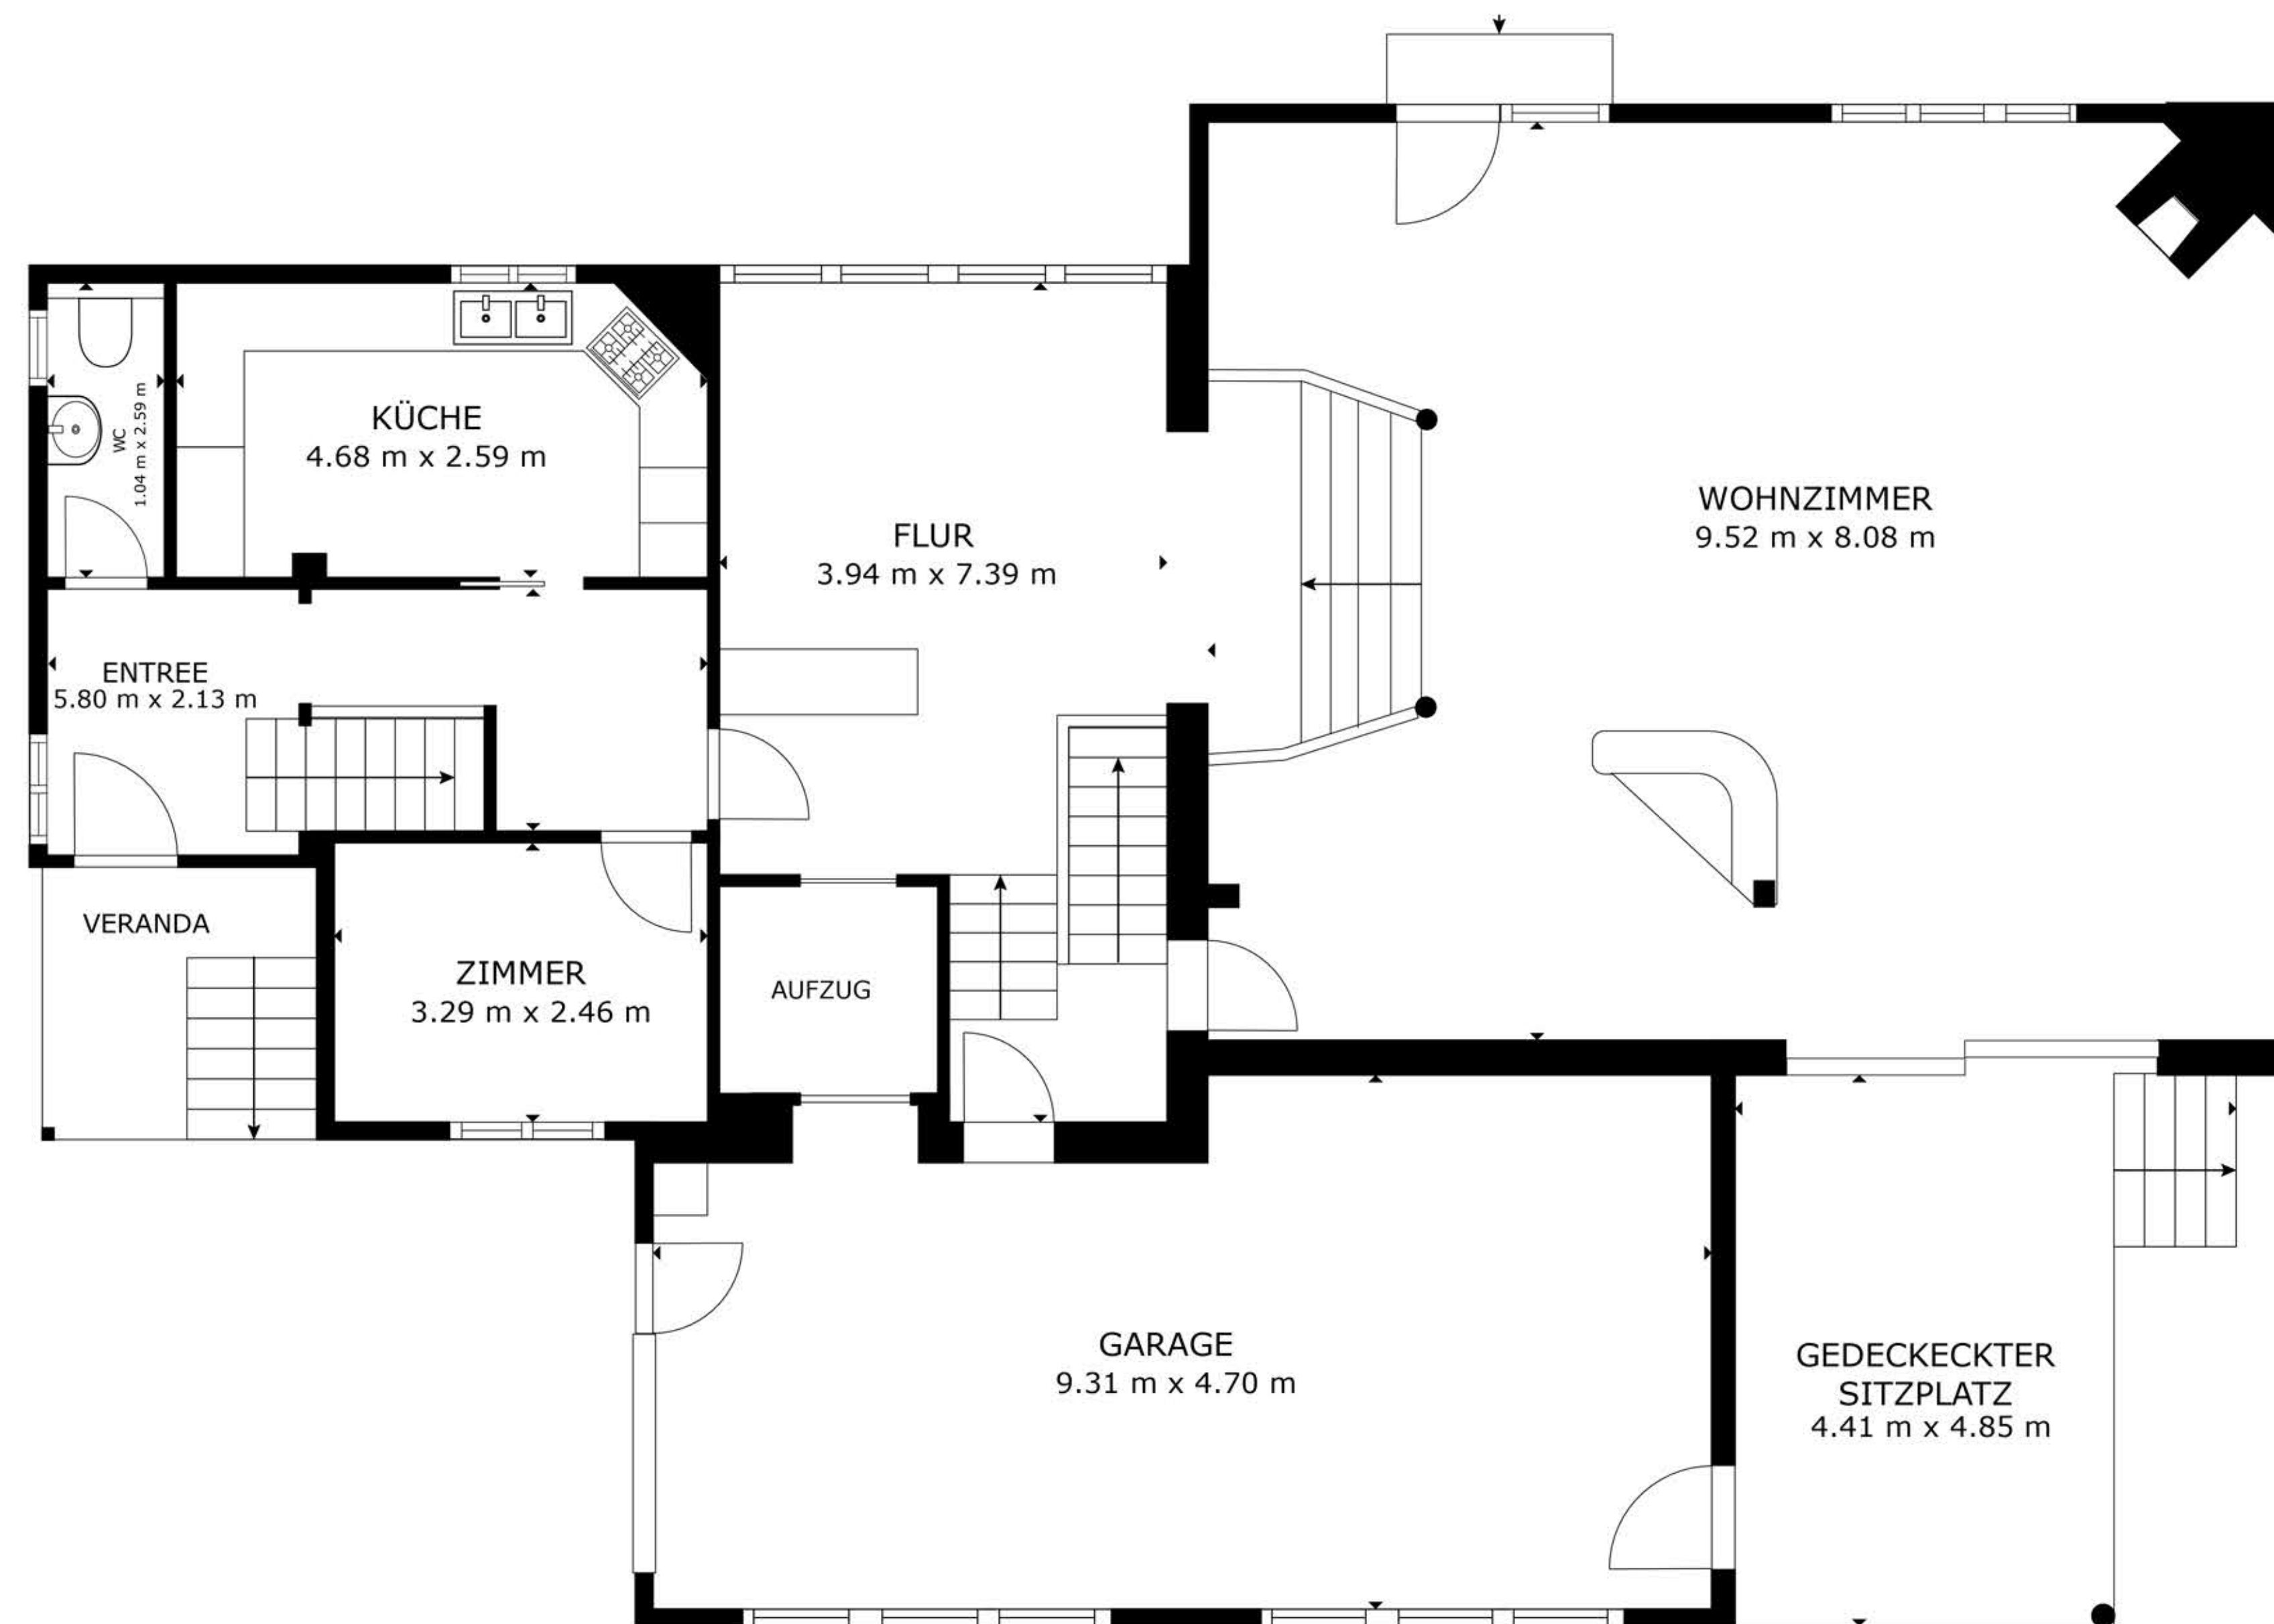 KÜCHE
4.68 m x 2.59 m
WC
1.04 m x 2.59 m
FLUR
3.94 m x 7.39 m
WOHNZIMMER
9.52 m x 8.08 m
ENTREE
5.80 m x 2.13 m
VERANDA
ZIMMER
3.29 m x 2.46 m
AUFZUG
GARAGE
9.31 m x 4.70 m
GEDECKECKTER
SITZPLATZ
4.41 m x 4.85 m